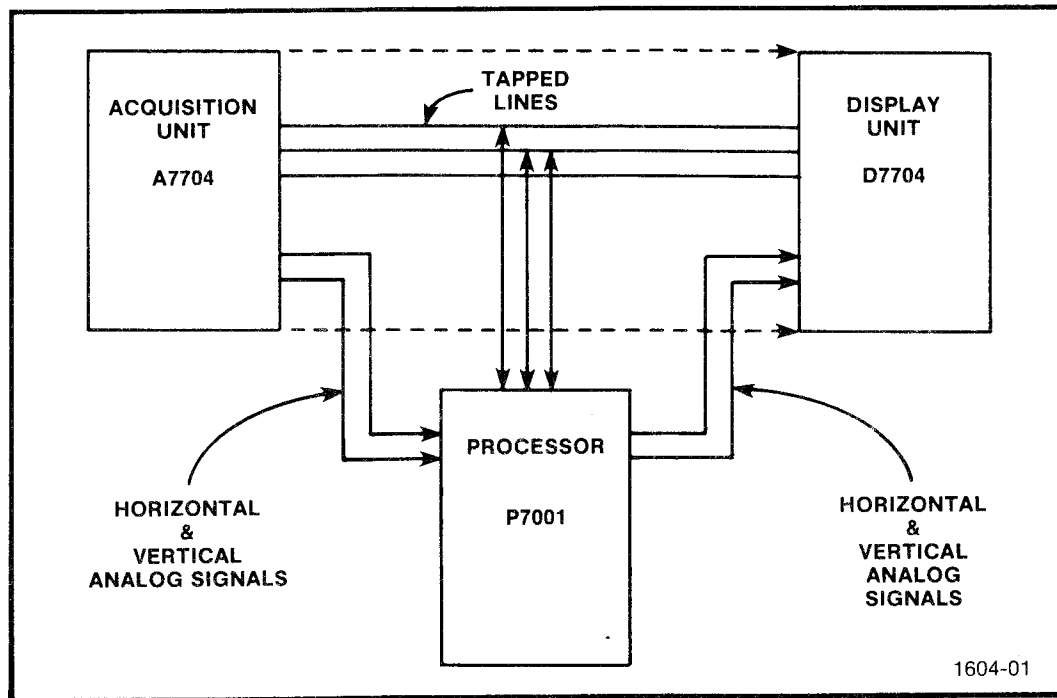 ACQUISITION
UNIT
A7704
TAPPED
LINES
DISPLAY
UNIT
D7704
PROCESSOR
P7001
HORIZONTAL
&
VERTICAL
ANALOG SIGNALS
HORIZONTAL
&
VERTICAL
ANALOG
SIGNALS
1604-01